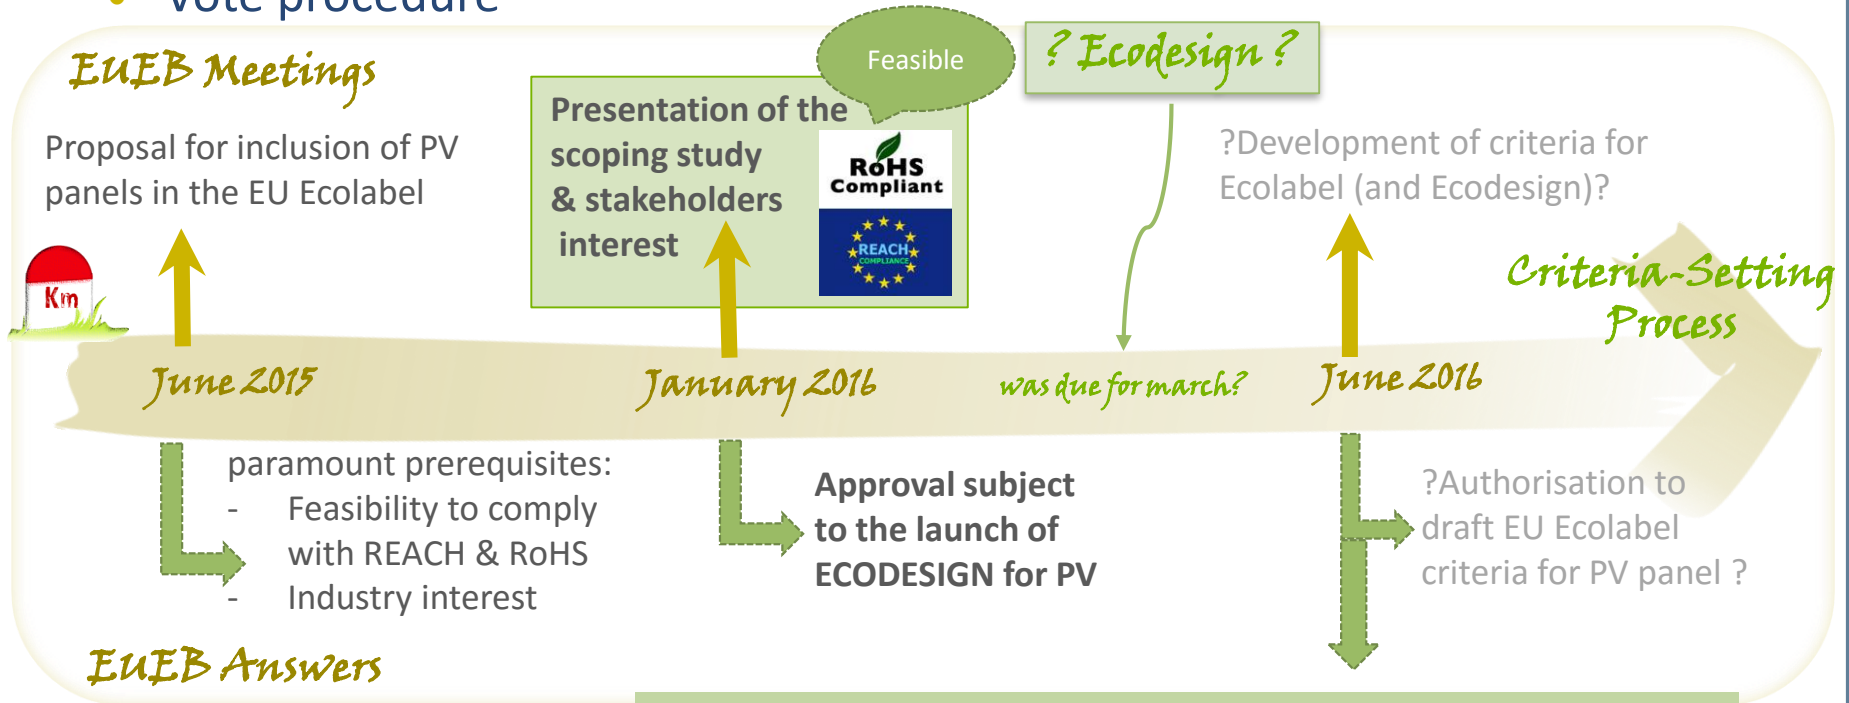 • vote procedure
EUEB Meetings
Proposal for inclusion of PV
panels in the EU Ecolabel
Km
Presentation of the
scoping study
& stakeholders
interest
Feasible
RoHS
Compliant
REACH
COMPLIANCE
? Ecodesign ?
?Development of criteria for
Ecolabel (and Ecodesign)?
Criteria-Setting
Process
June 2015
January 2016
was due for march?
June 2016
paramount prerequisites:
- Feasibility to comply
with REACH & RoHS
- Industry interest
Approval subject
to the launch of
ECODESIGN for PV
?Authorisation to
draft EU Ecolabel
criteria for PV panel ?
EUEB Answers